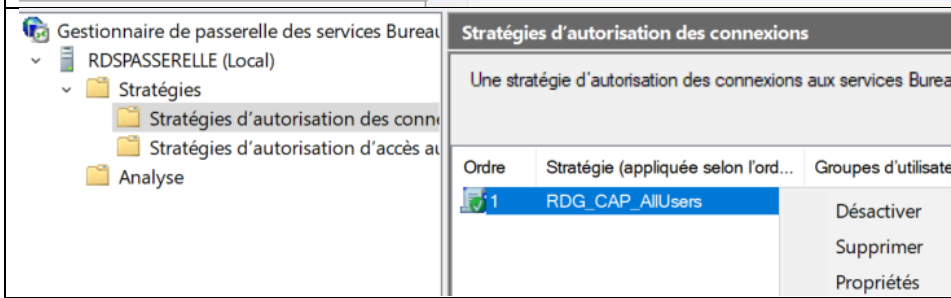 Gestionnaire de passerelle des services Bureau
RDSPASSERELLE (Local)
Stratégies
Stratégies d'autorisation des conne
Stratégies d'autorisation d'accès au
Analyse
Stratégies d'autorisation des connexions
Une stratégie d'autorisation des connexions aux services Burea
Ordre Stratégie (appliquée selon l'ord... Groupes d'utilisate
1 RDG_CAP_AllUsers
Désactiver
Supprimer
Propriétés